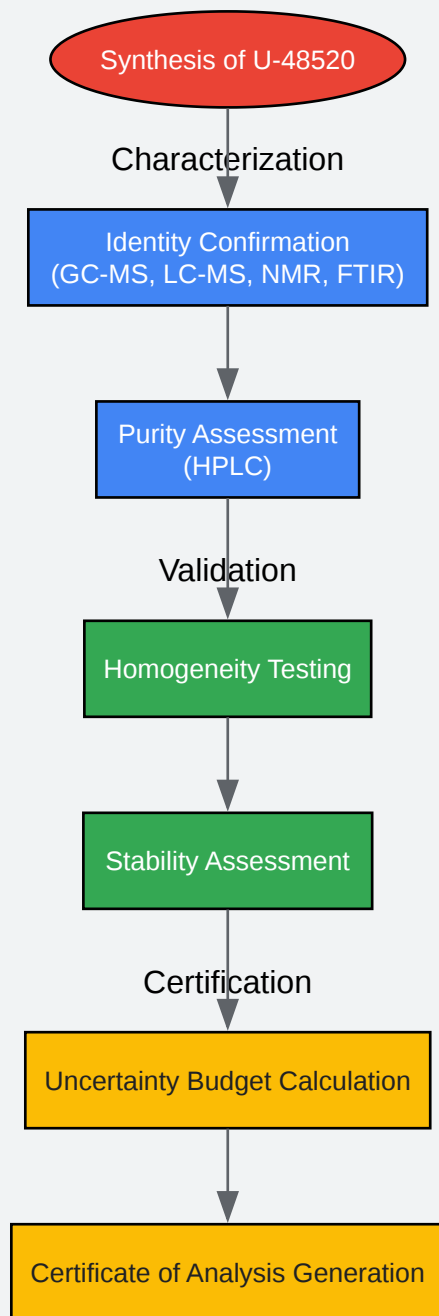 Synthesis of U-48520
Characterization
Identity Confirmation
(GC-MS, LC-MS, NMR, FTIR)
Purity Assessment
(HPLC)
Validation
Homogeneity Testing
Stability Assessment
Certification
Uncertainty Budget Calculation
Certificate of Analysis Generation